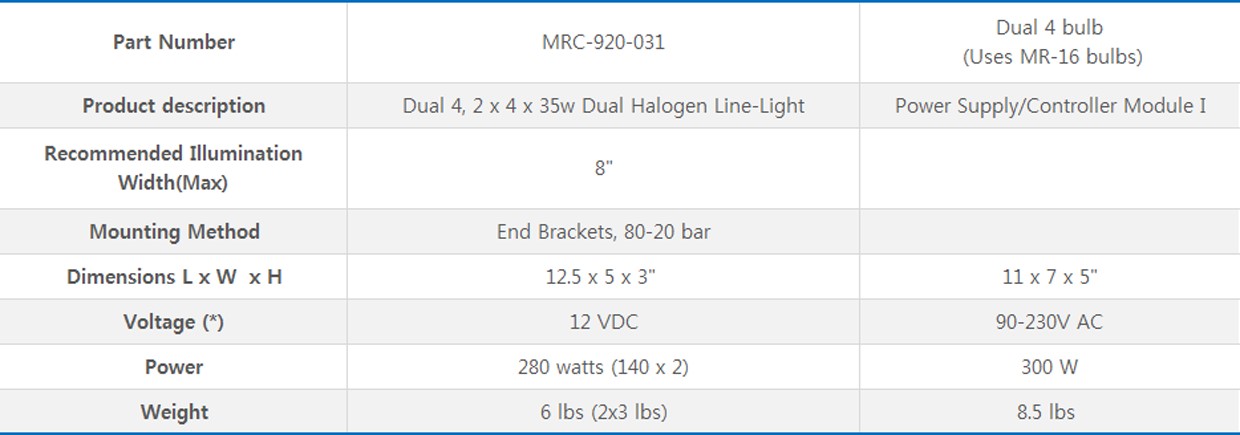 Part Number MRC-920-031 Dual 4 bulb
(Uses MR-16 bulbs)
Product description Dual 4, 2 x 4 x 35w Dual Halogen Line-Light Power Supply/Controller Module I
Recommended Illumination
Width(Max) 8"
Mounting Method End Brackets, 80-20 bar
Dimensions L x W x H 12.5 x 5 x 3" 11 x 7 x 5"
Voltage (*) 12 VDC 90-230V AC
Power 280 watts (140 x 2) 300 W
Weight 6 lbs (2x3 lbs) 8.5 lbs